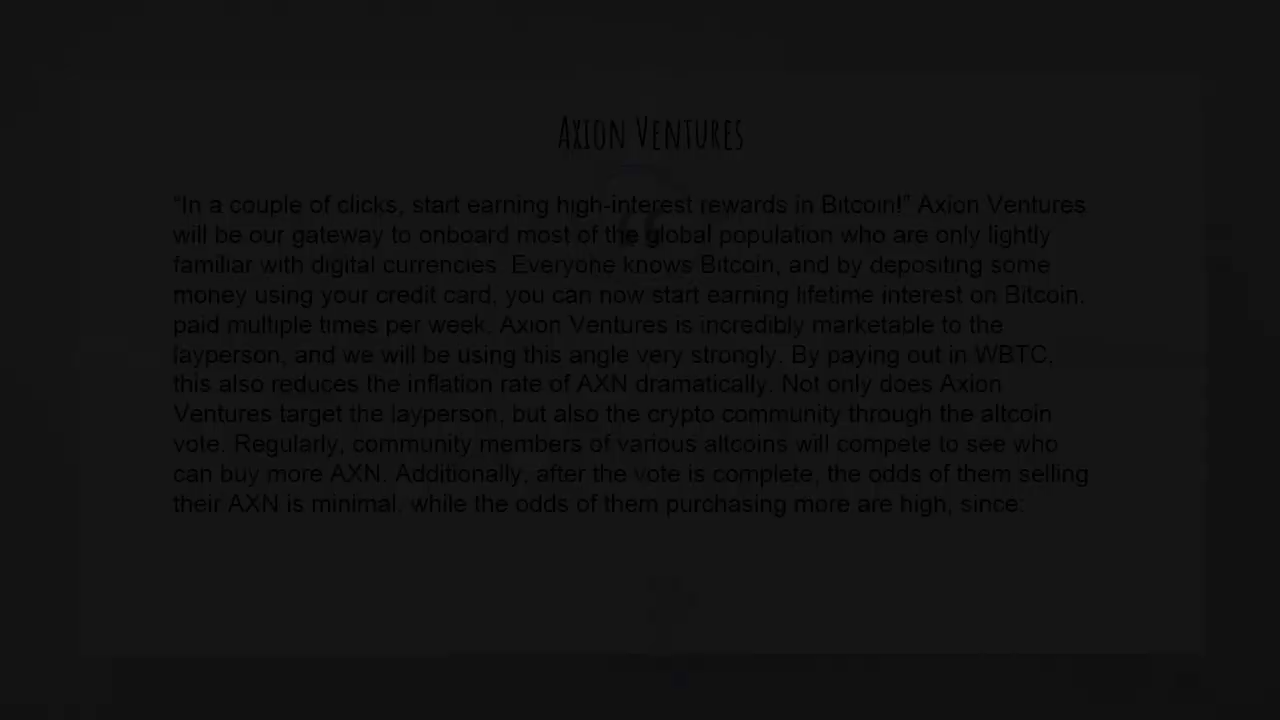 Axion Ventures
“In a couple of clicks, start earning high-interest rewards in Bitcoin!” Axion Ventures
will be our gateway to onboard most of the global population who are only lightly
familiar with digital currencies. Everyone knows Bitcoin, and by depositing some
money using your credit card, you can now start earning lifetime interest on Bitcoin,
paid multiple times per week. Axion Ventures is incredibly marketable to the
layperson, and we will be using this angle very strongly. By paying out in WBTC,
this also reduces the inflation rate of AXN dramatically. Not only does Axion
Ventures target the layperson, but also the crypto community through the altcoin
vote. Regularly, community members of various altcoins will compete to see who
can buy more AXN. Additionally, after the vote is complete, the odds of them selling
their AXN is minimal, while the odds of them purchasing more are high, since: